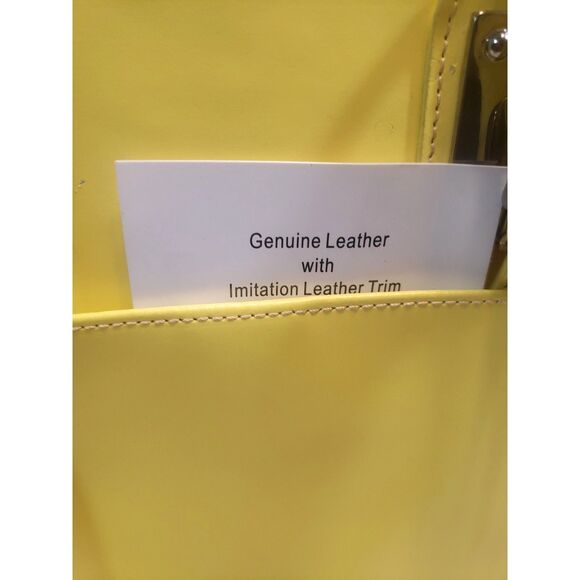 Genuine Leather
with
Imitation Leather Trim